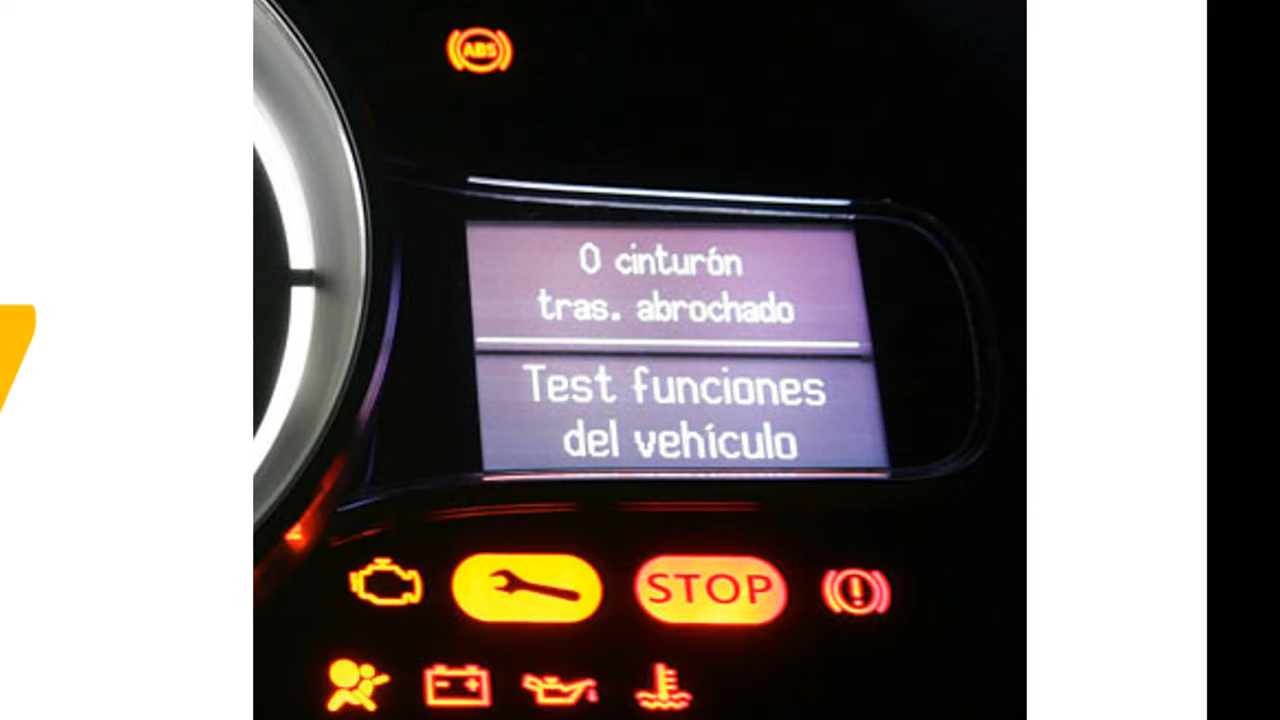 ABS
0 cinturón
tras. abrochado
Test funciones
del vehículo
STOP